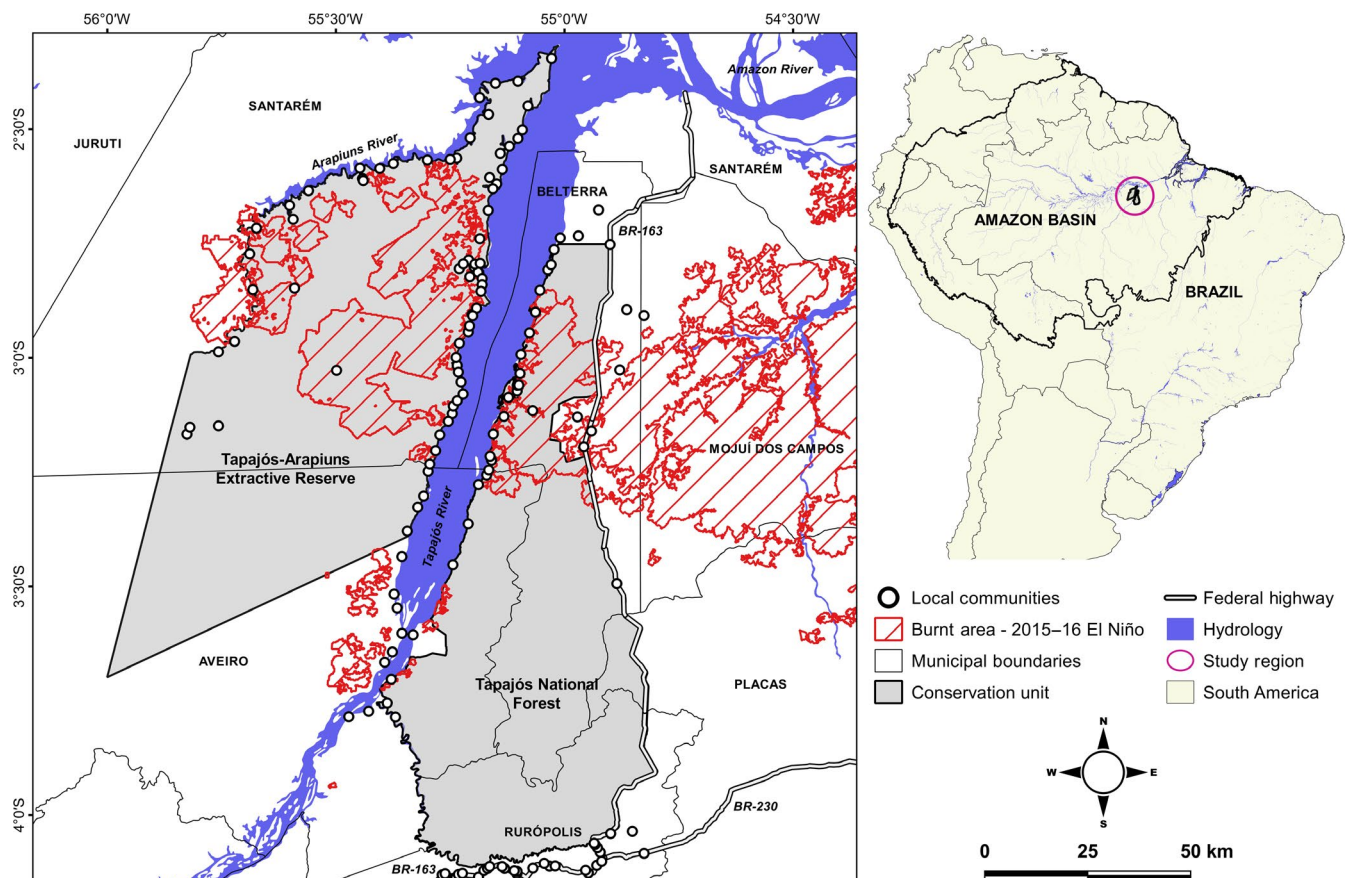 56°0'W
55°30'W
55°0'W
54°30'W
2°30'S
3°00'S
3°30'S
4°00'S
Amazon River
SANTARÉM
JURUTI
Arapiuns River
SANTARÉM
BELTERRA
BR-163
MOJUÍ DOS CAMPOS
Tapajós-Arapiuns
Extractive Reserve
Tapajós River
AVEIRO
Tapajós National
Forest
PLACAS
BR-230
RURÓPOLIS
BR-163
AMAZON BASIN
BRAZIL
Local communities
Burnt area - 2015–16 El Niño
Municipal boundaries
Conservation unit
Federal highway
Hydrology
Study region
South America
N
W
E
S
0 25 50 km